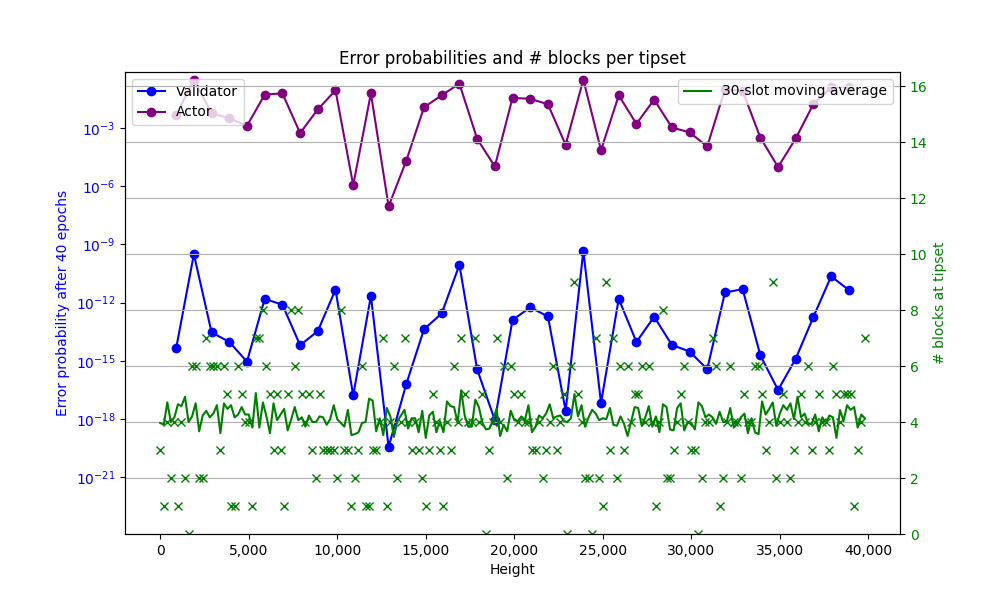 Error probabilities and # blocks per tipset
Validator
Actor
30-slot moving average
Error probability after 40 epochs
10⁻³
10⁻⁶
10⁻⁹
10⁻¹²
10⁻¹⁵
10⁻¹⁸
10⁻²¹
16
14
12
10
8
6
4
2
0
# blocks at tipset
0 5,000 10,000 15,000 20,000 25,000 30,000 35,000 40,000
Height